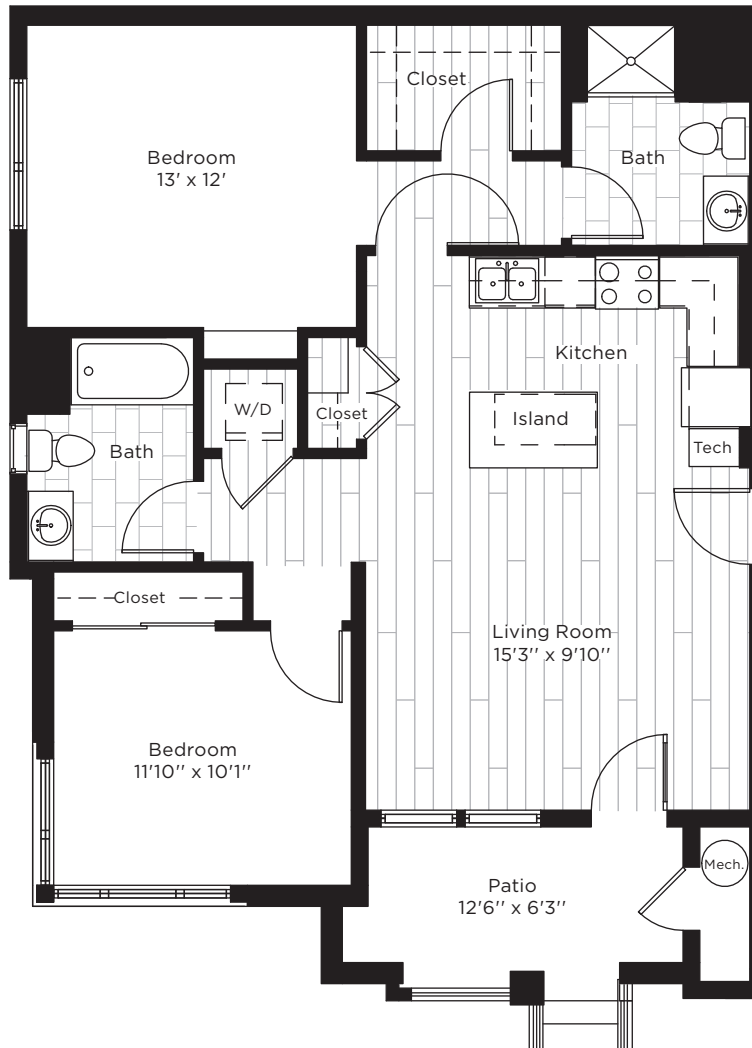 Closet
Bedroom
13' x 12'
Bath
Kitchen
W/D
Closet
Island
Bath
Tech
Closet
Living Room
15'3'' x 9'10''
Bedroom
11'10'' x 10'1''
Mech.
Patio
12'6'' x 6'3''